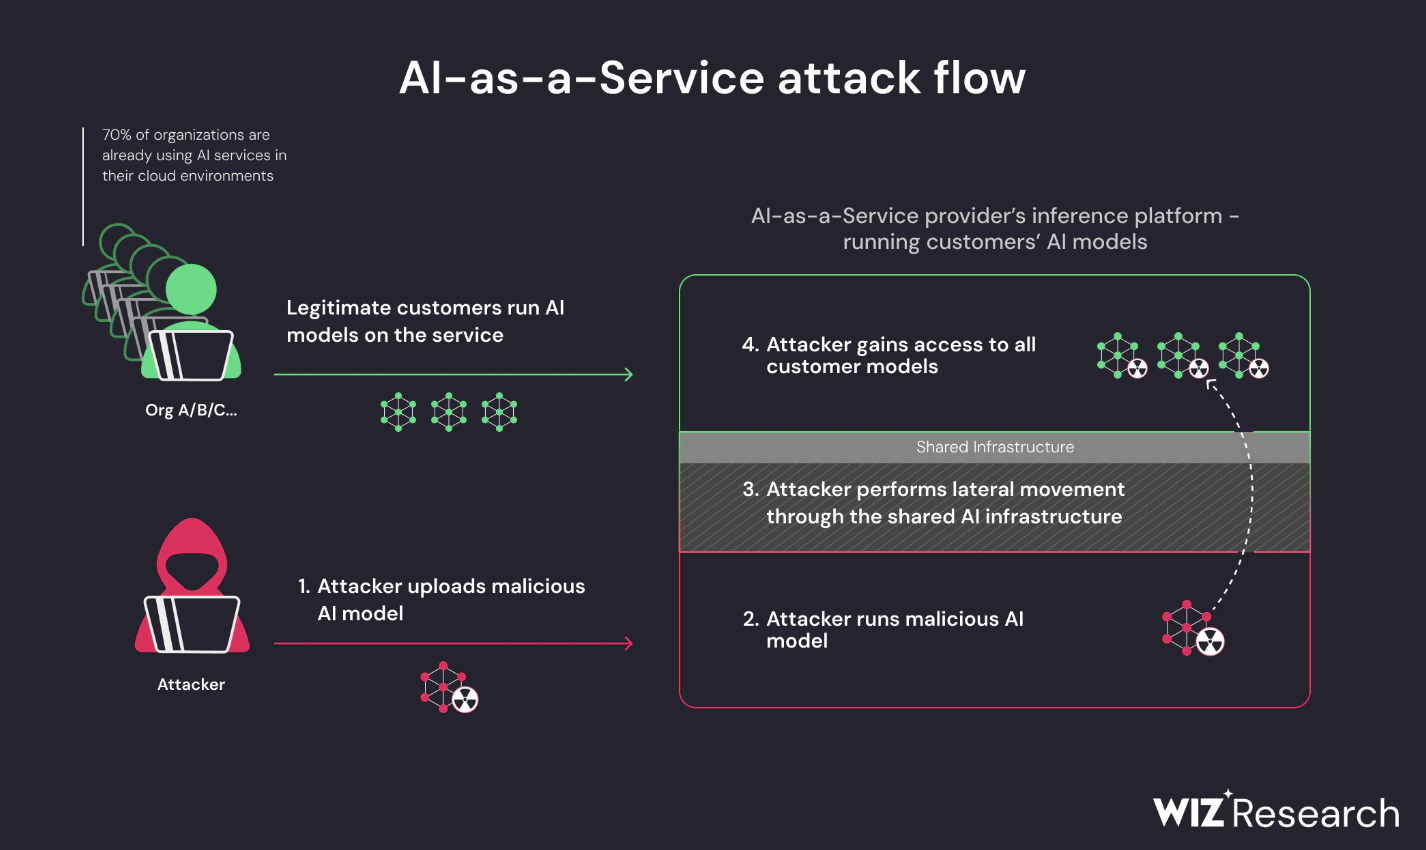 AI-as-a-Service attack flow
70% of organizations are
already using AI services in
their cloud environments
AI-as-a-Service provider’s inference platform -
running customers’ AI models
Legitimate customers run AI
models on the service
Org A/B/C...
4. Attacker gains access to all
customer models
Shared Infrastructure
3. Attacker performs lateral movement
through the shared AI infrastructure
1. Attacker uploads malicious
AI model
2. Attacker runs malicious AI
model
Attacker
WIZ Research